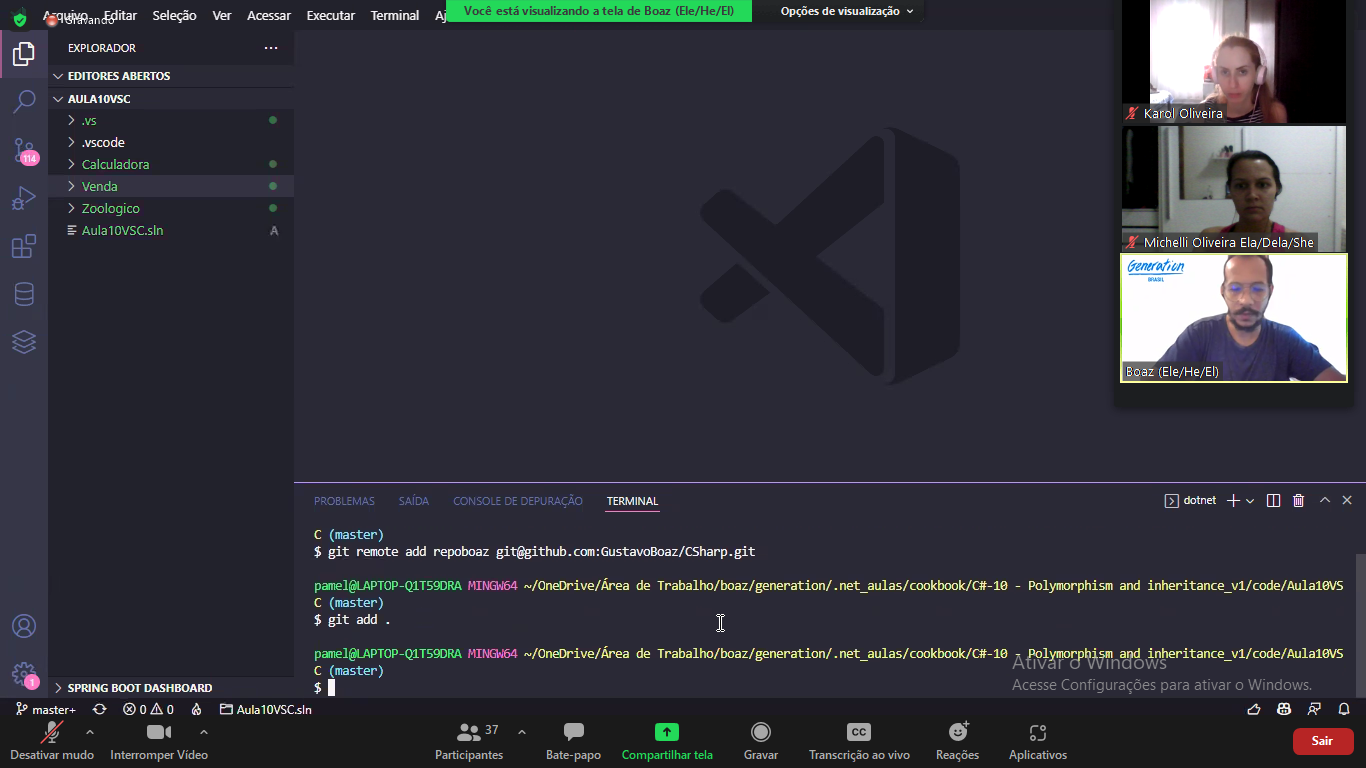 Arquivo Editar Seleção Ver Acessar Executar Terminal
Gravando
Você está visualizando a tela de Boaz (Ele/He/El)
Opções de visualização
EXPLORADOR
EDITORES ABERTOS
AULA10VSC
.vs
.vscode
Calculadora
Venda
Zoologico
Aula10VSC.sln A
114
1
SPRING BOOT DASHBOARD
Karol Oliveira
Michelli Oliveira Ela/Dela/She
Generation
BRASIL
Boaz (Ele/He/El)
PROBLEMAS SAÍDA CONSOLE DE DEPURAÇÃO TERMINAL
dotnet
C (master)
$ git remote add repoboaz git@github.com:GustavoBoaz/CSharp.git
pamel@LAPTOP-Q1T59DRA MINGW64 ~/OneDrive/Área de Trabalho/boaz/generation/.net_aulas/cookbook/C#-10 - Polymorphism and inheritance_v1/code/Aula10VS
C (master)
$ git add .
pamel@LAPTOP-Q1T59DRA MINGW64 ~/OneDrive/Área de Trabalho/boaz/generation/.net_aulas/cookbook/C#-10 - Polymorphism and inheritance_v1/code/Aula10VS
C (master)
$
Ativar o Windows
Acesse Configurações para ativar o Windows.
master+ 0 0 Aula10VSC.sln
Desativar mudo
Interromper Vídeo
37
Participantes
Bate-papo
Compartilhar tela
Gravar
CC
Transcrição ao vivo
Reações
Aplicativos
Sair